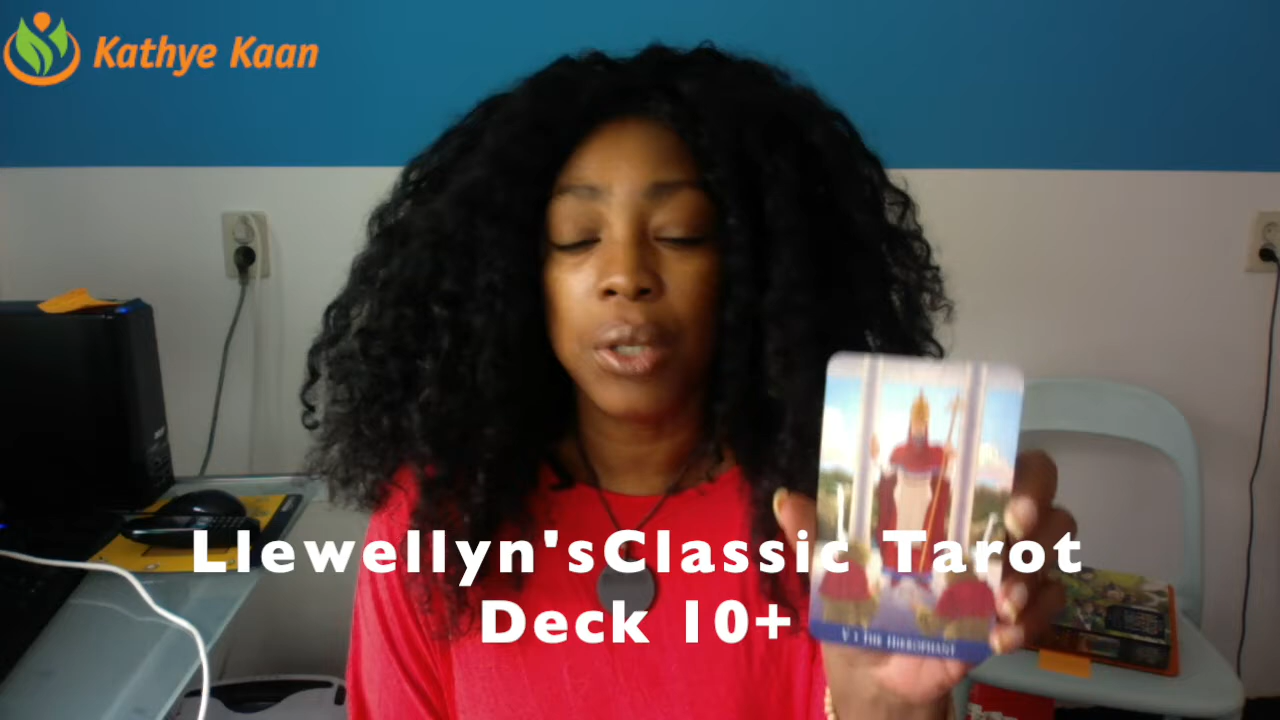 Kathye Kaan
Llewellyn'sClassic Tarot
Deck 10+
V • THE HIEROPHANT